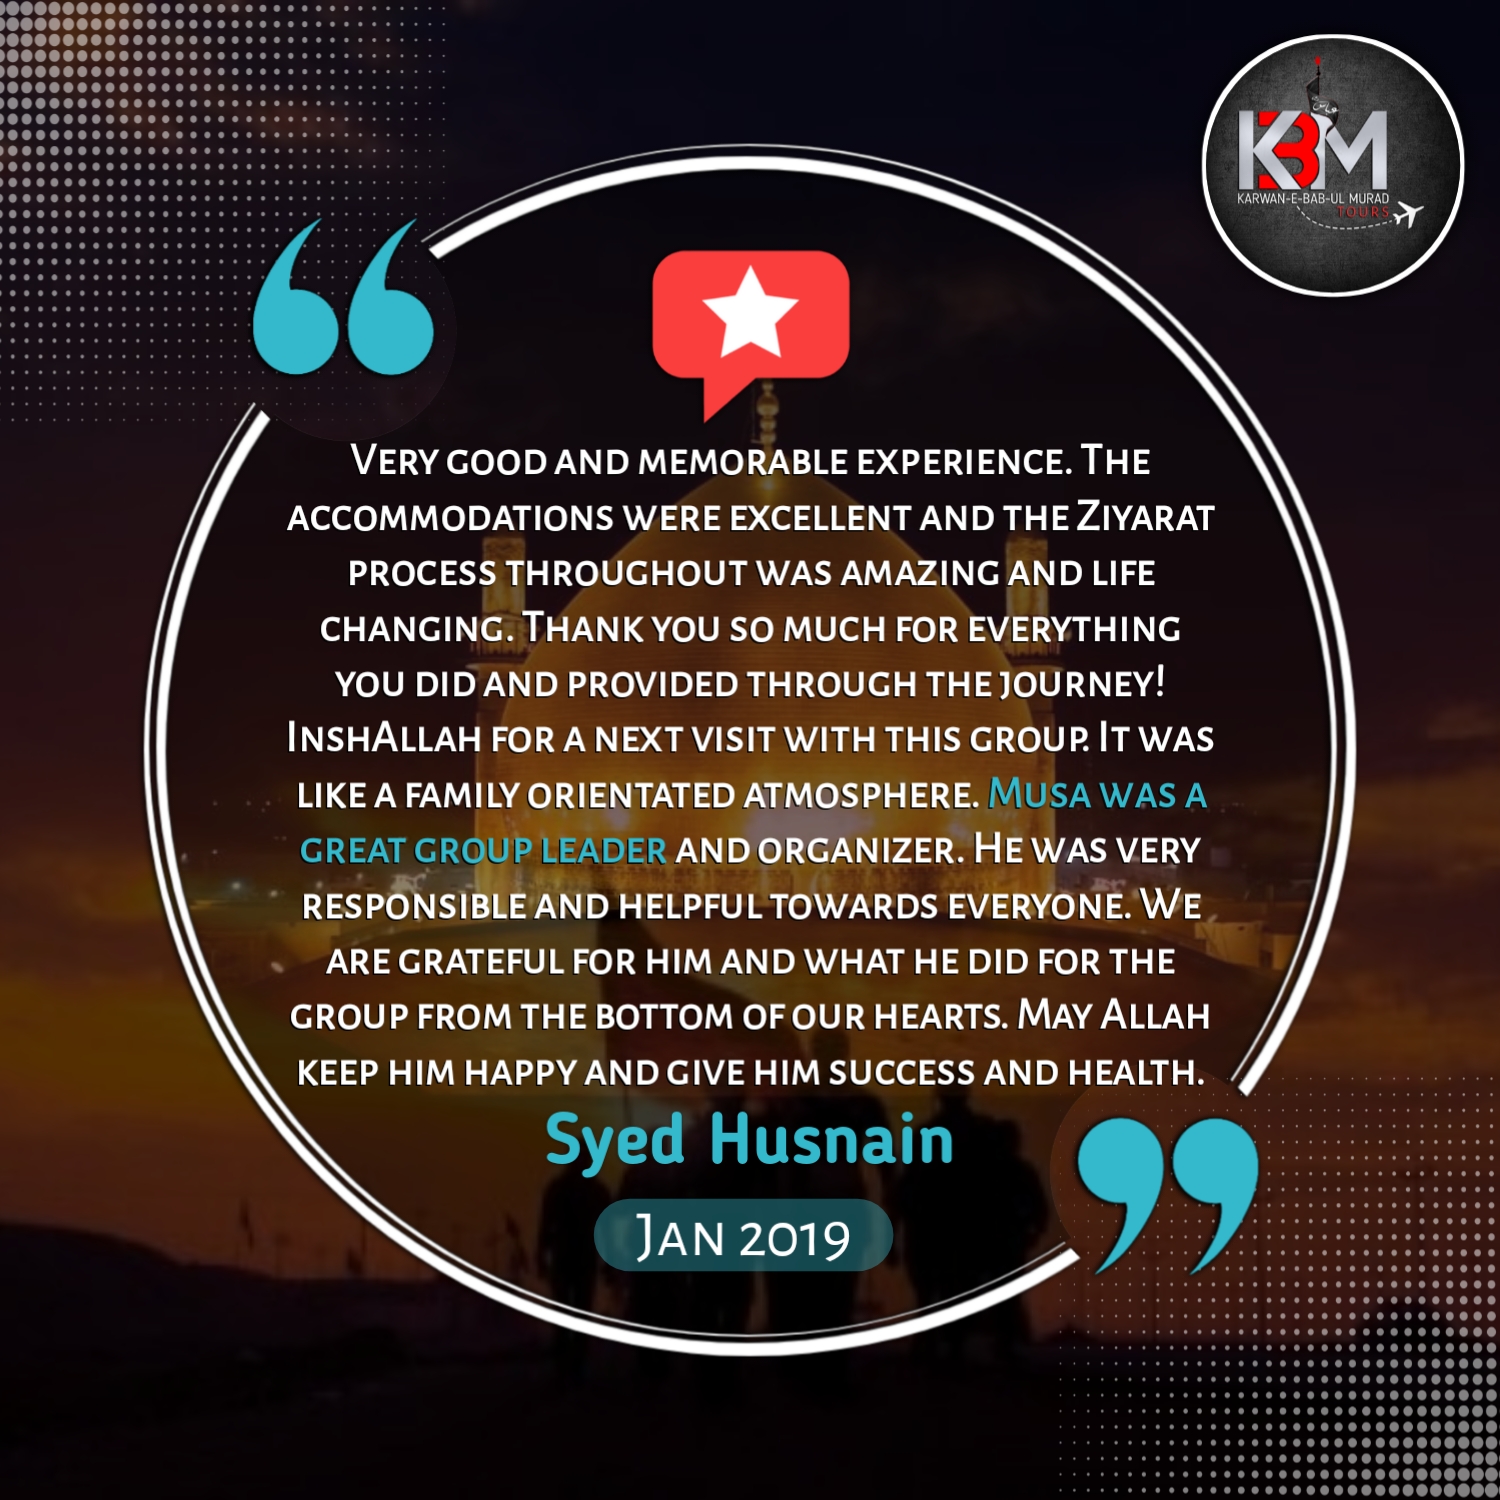 KBM
KARWAN-E-BAB-UL MURAD
TOURS
Very good and memorable experience. The
accommodations were excellent and the Ziyarat
process throughout was amazing and life
changing. Thank you so much for everything
you did and provided through the journey!
InshAllah for a next visit with this group. It was
like a family orientated atmosphere. Musa was a
great group leader and organizer. He was very
responsible and helpful towards everyone. We
are grateful for him and what he did for the
group from the bottom of our hearts. May Allah
keep him happy and give him success and health.
Syed Husnain
Jan 2019